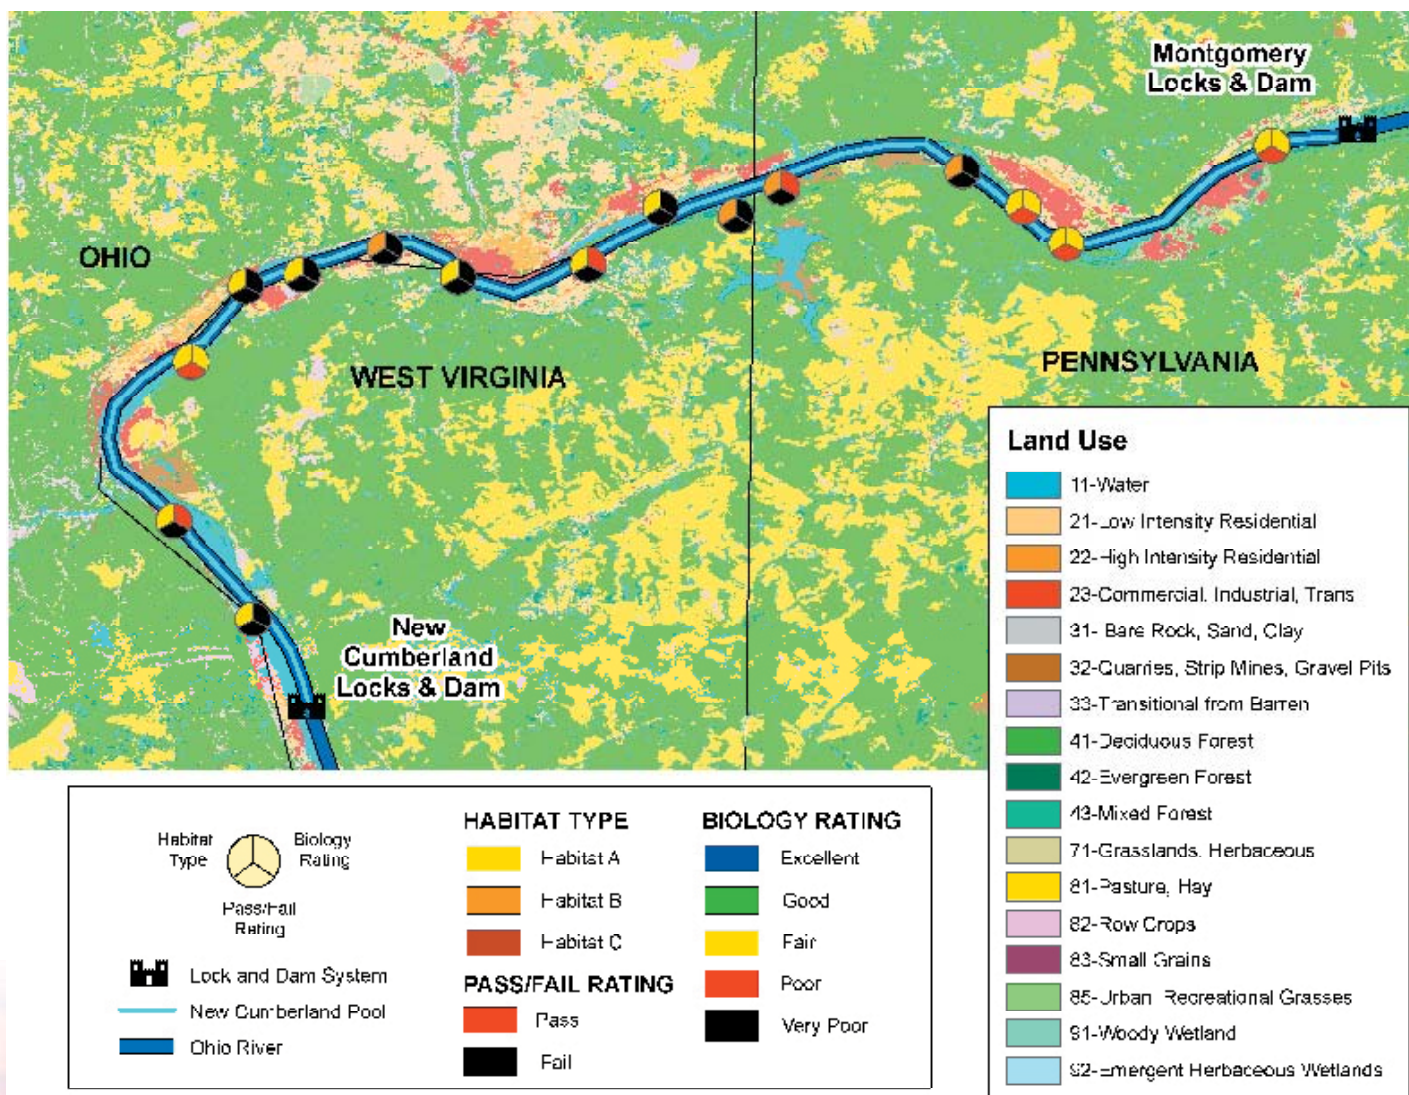 Montgomery
Locks & Dam
OHIO
WEST VIRGINIA
PENNSYLVANIA
New
Cumberland
Locks & Dam
Land Use
11-Water
21-Low Intensity Residential
22-High Intensity Residential
23-Commercial, Industrial, Trans
31- Bare Rock, Sand, Clay
32-Quarries, Strip Mines, Gravel Pits
33-Transitional from Barren
41-Deciduous Forest
42-Evergreen Forest
43-Mixed Forest
71-Grasslands, Herbaceous
81-Pasture, Hay
82-Row Crops
83-Small Grains
85-Urban, Recreational Grasses
91-Woody Wetland
92-Emergent Herbaceous Wetlands
Habitat
Type
Biology
Rating
Pass/Fail
Rating
Lock and Dam System
New Cumberland Pool
Ohio River
HABITAT TYPE
Habitat A
Habitat B
Habitat C
PASS/FAIL RATING
Pass
Fail
BIOLOGY RATING
Excellent
Good
Fair
Poor
Very Poor